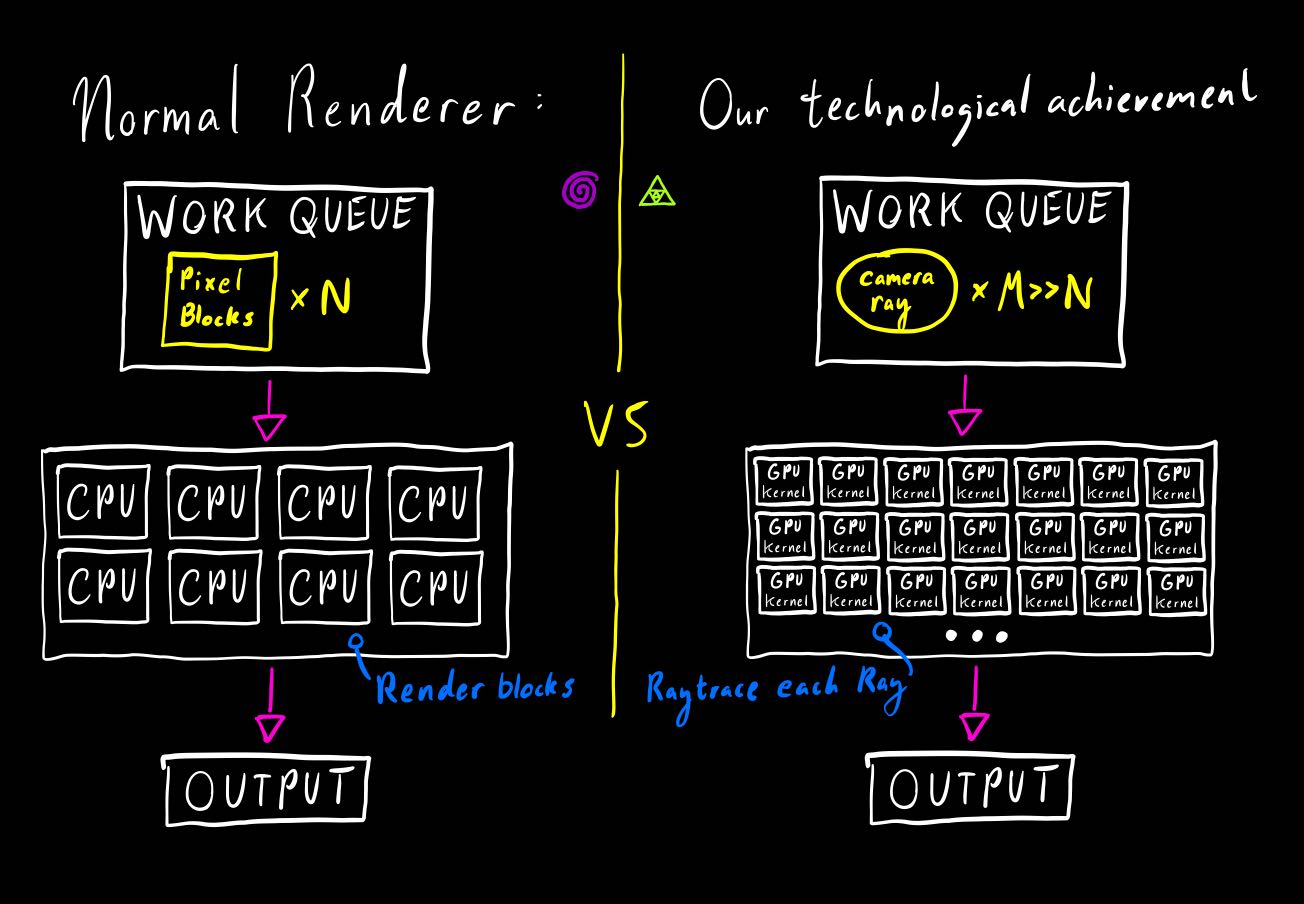 Normal Renderer:
WORK QUEUE
Pixel
Blocks
× N
CPU CPU CPU CPU
CPU CPU CPU CPU
Render blocks
OUTPUT
VS
Our technological achievement
WORK QUEUE
Camera
ray
× M>>N
GPU GPU GPU GPU GPU GPU GPU
Kernel Kernel Kernel Kernel Kernel Kernel Kernel
GPU GPU GPU GPU GPU GPU GPU
Kernel Kernel Kernel Kernel Kernel Kernel Kernel
GPU GPU GPU GPU GPU GPU GPU
Kernel Kernel Kernel Kernel Kernel Kernel Kernel
...
Raytrace each Ray
OUTPUT